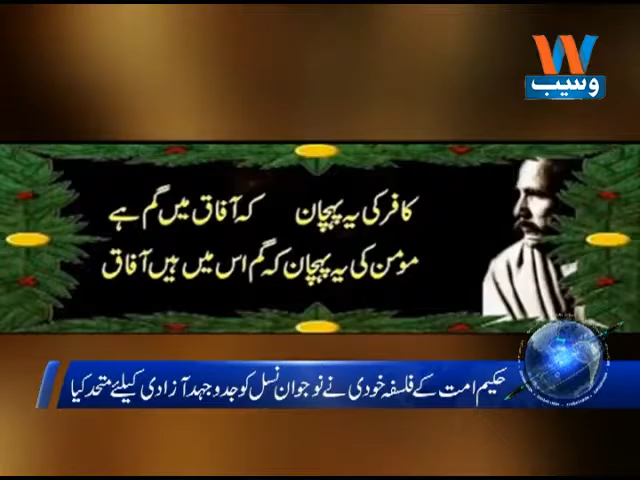 W
وسیب
کافر کی یہ پہچان کہ آفاق میں گم ہے
مومن کی یہ پہچان کہ گم اس میں ہیں آفاق
حکیم امت کے فلسفہ خودی نے نوجوان نسل کو جدوجہد آزادی کیلئے متحد کیا